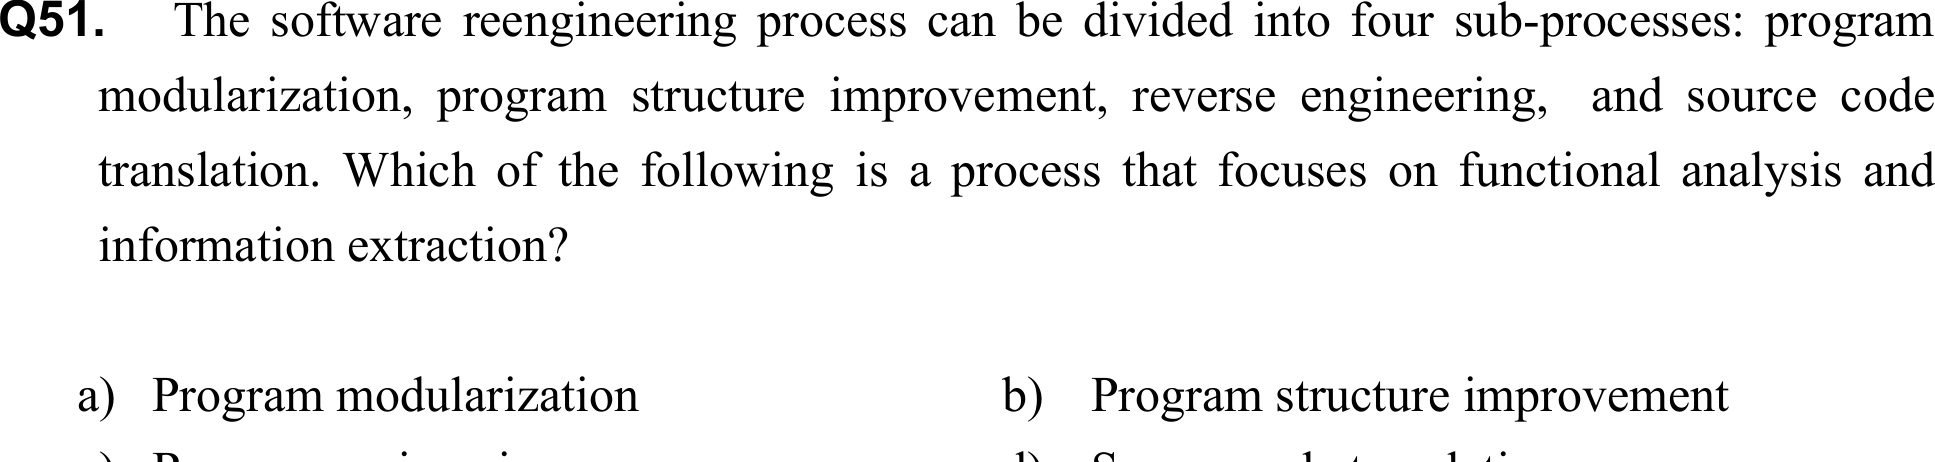 Q51. The software reengineering process can be divided into four sub-processes: program
modularization, program structure improvement, reverse engineering, and source code
translation. Which of the following is a process that focuses on functional analysis and
information extraction?
a) Program modularization b) Program structure improvement